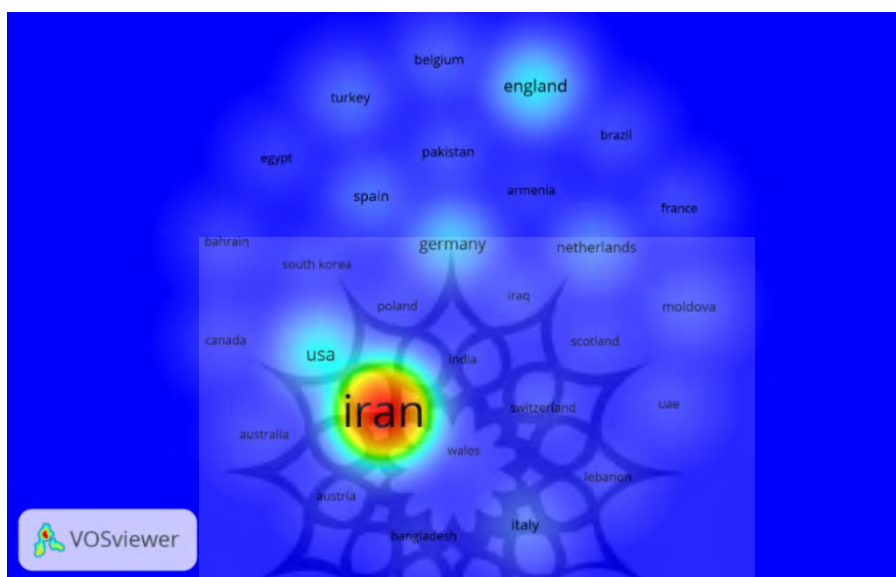 belgium
england
turkey
brazil
pakistan
egypt
armenia
spain
france
bahrain
germany
netherlands
south korea
iraq
poland
moldova
canada
scotland
usa
india
iran
switzerland
uae
australia
wales
lebanon
austria
italy
bangladesh
VOSviewer